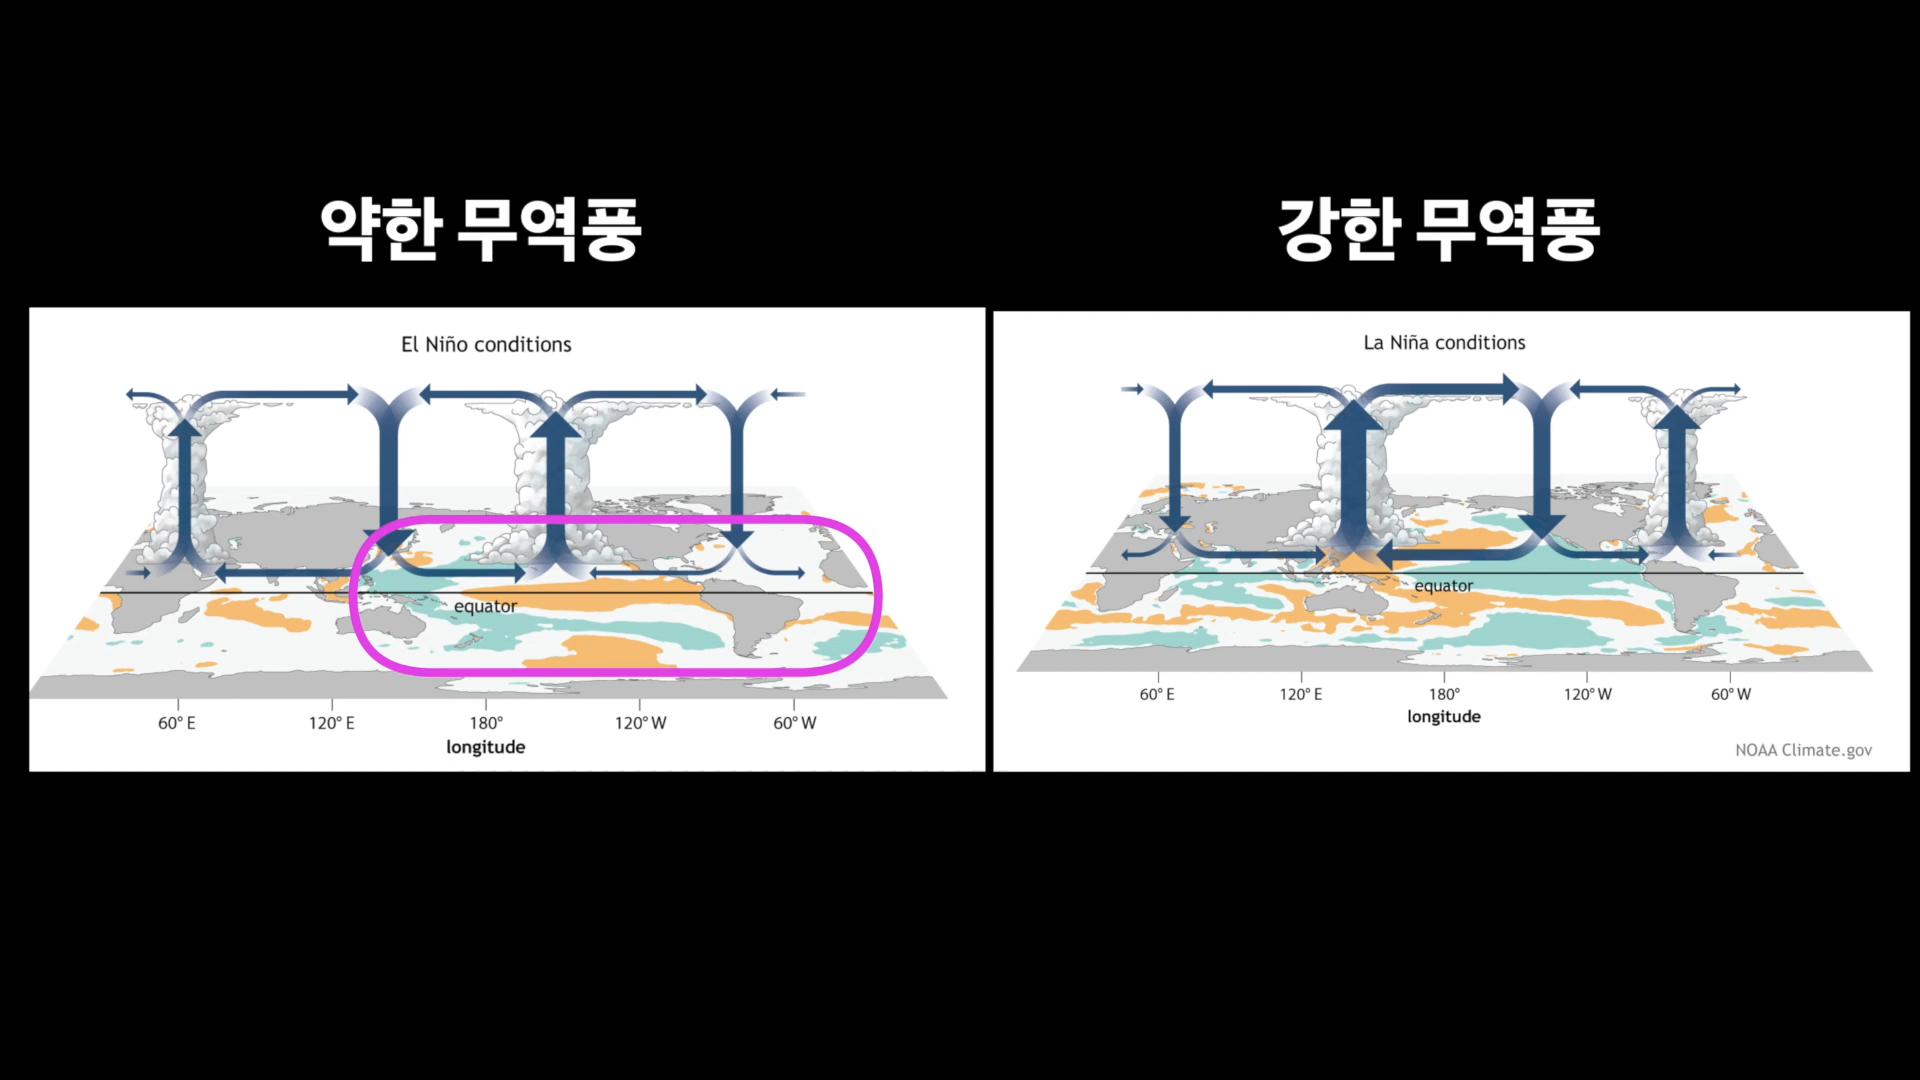 약한 무역풍
강한 무역풍
El Niño conditions
equator
60° E
120° E
180°
120° W
60° W
longitude
La Niña conditions
equator
60° E
120° E
180°
120° W
60° W
longitude
NOAA Climate.gov